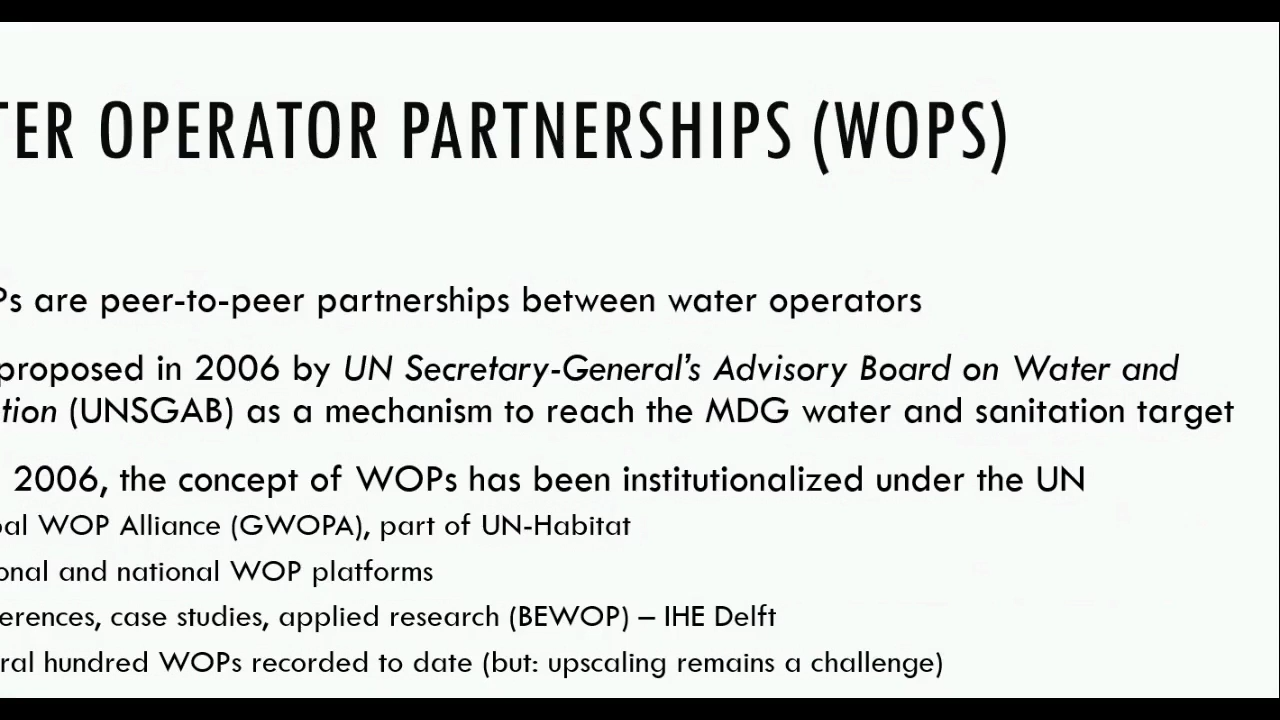 TER OPERATOR PARTNERSHIPS (WOPS)
Ps are peer-to-peer partnerships between water operators
proposed in 2006 by UN Secretary-General's Advisory Board on Water and
tion (UNSGAB) as a mechanism to reach the MDG water and sanitation target
2006, the concept of WOPs has been institutionalized under the UN
bal WOP Alliance (GWOPA), part of UN-Habitat
onal and national WOP platforms
erences, case studies, applied research (BEWOP) – IHE Delft
ral hundred WOPs recorded to date (but: upscaling remains a challenge)